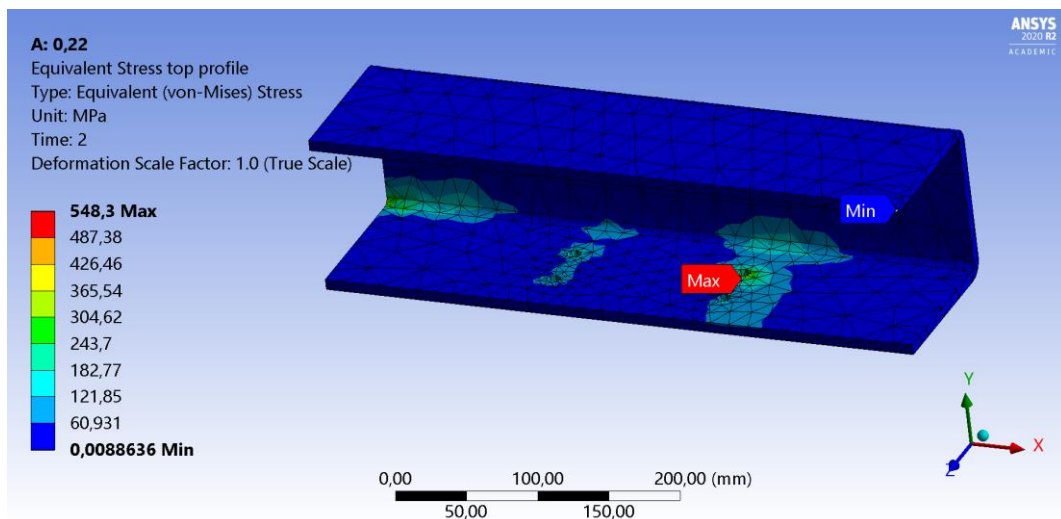 ANSYS
2020 R2
ACADEMIC
A: 0,22
Equivalent Stress top profile
Type: Equivalent (von-Mises) Stress
Unit: MPa
Time: 2
Deformation Scale Factor: 1.0 (True Scale)
548,3 Max
487,38
426,46
365,54
304,62
243,7
182,77
121,85
60,931
0,0088636 Min
Min
Max
Y
X
Z
0,00 100,00 200,00 (mm)
50,00 150,00